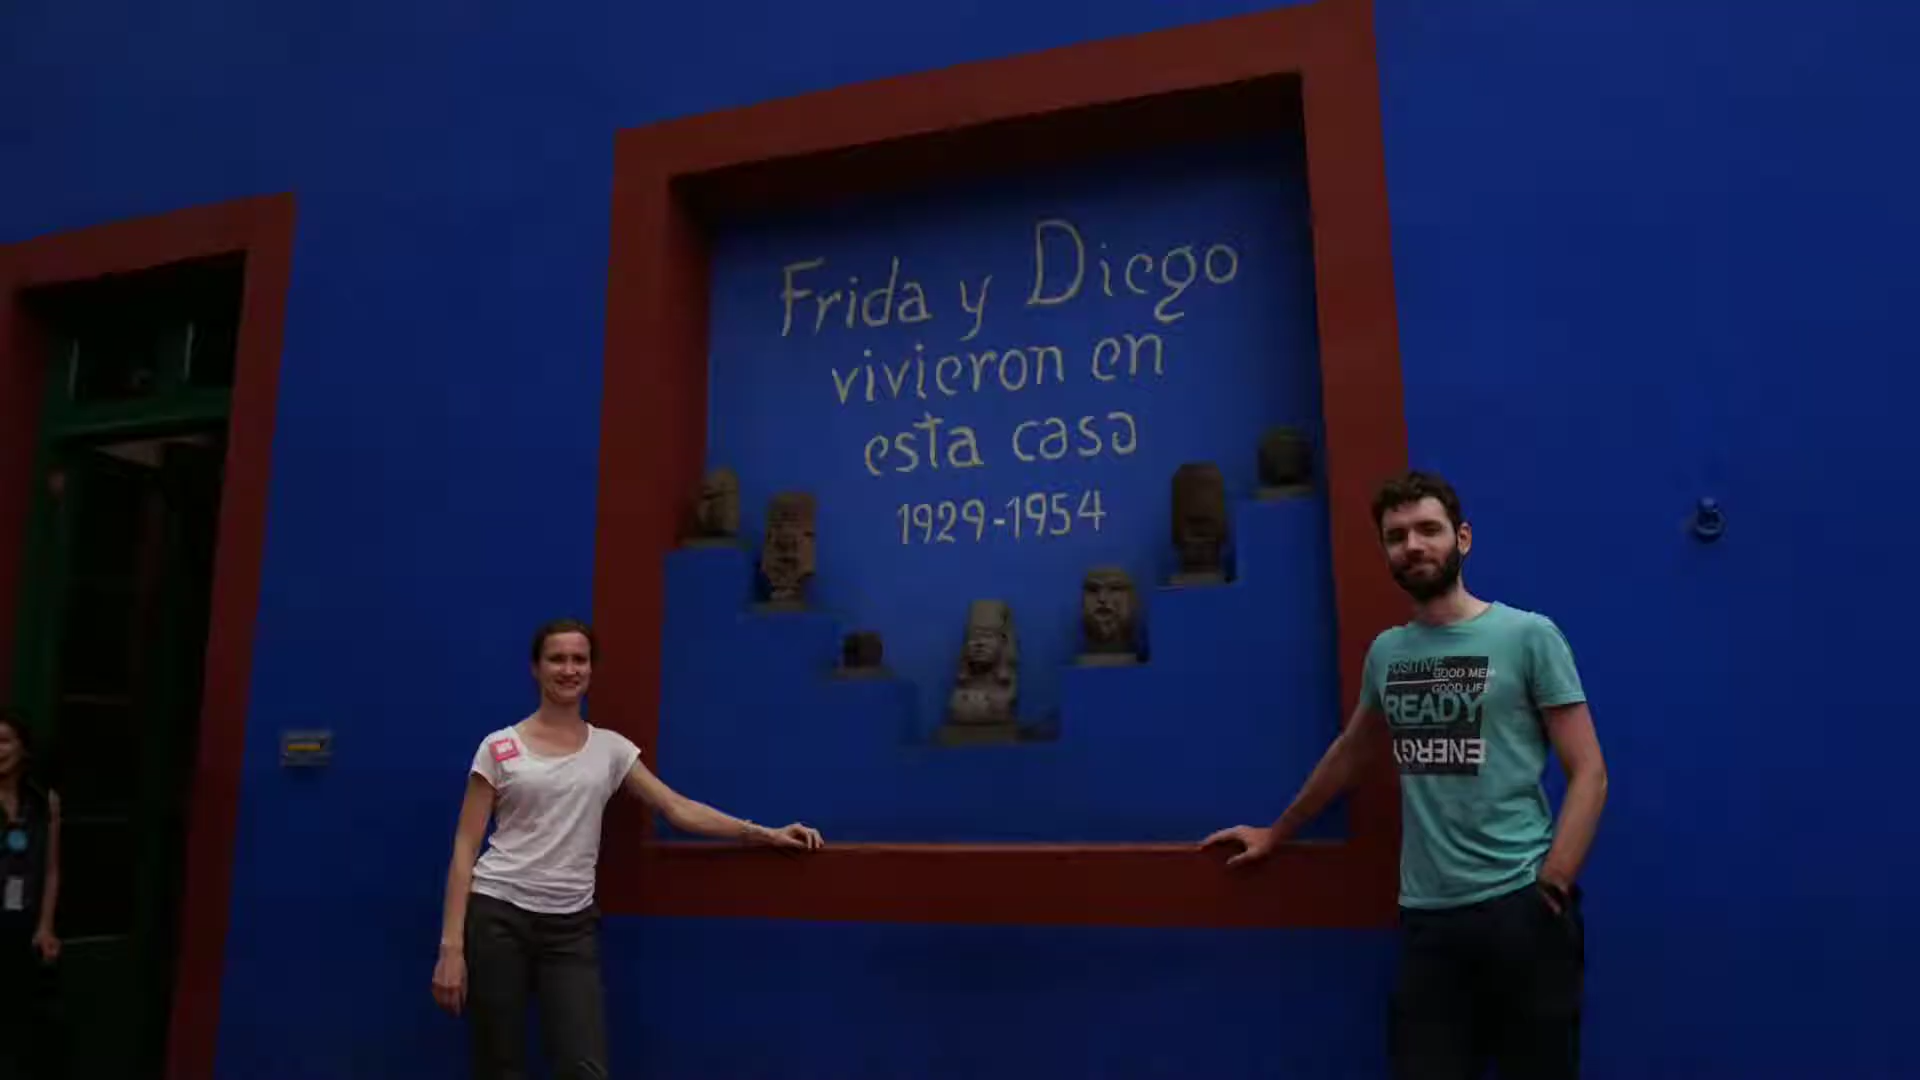 Frida y Diego
vivieron en
esta casa
1929-1954
POSITIVE
GOOD MEM
GOOD LIFE
READY
ENERGY